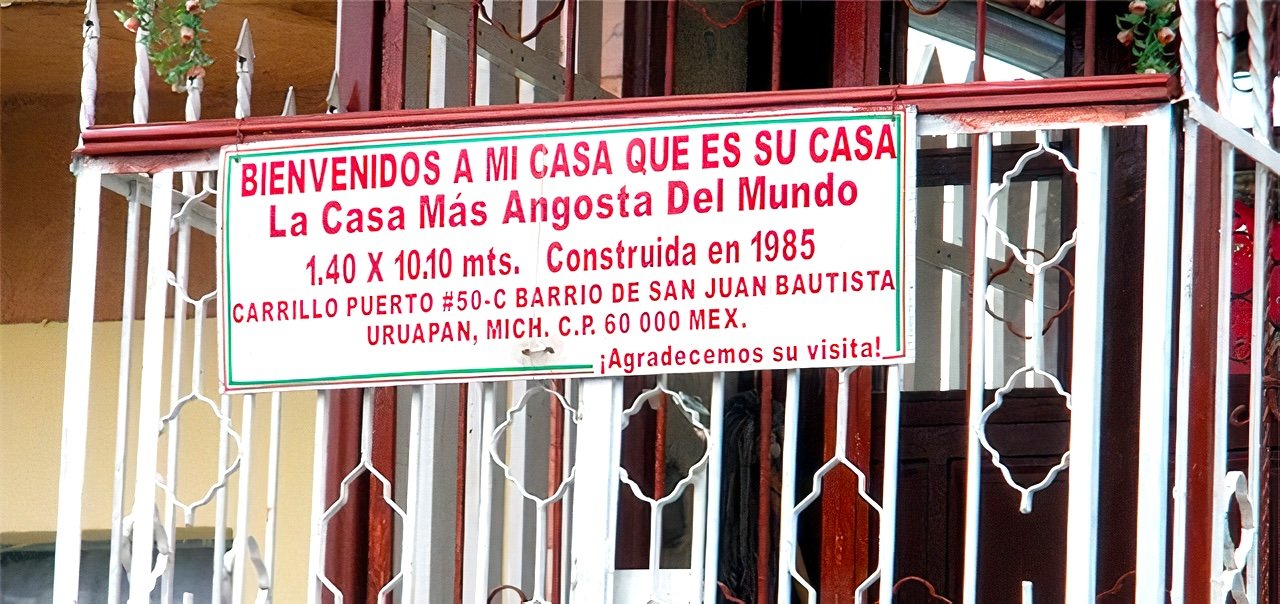 BIENVENIDOS A MI CASA QUE ES SU CASA
La Casa Más Angosta Del Mundo
1.40 X 10.10 mts. Construida en 1985
CARRILLO PUERTO #50-C BARRIO DE SAN JUAN BAUTISTA
URUAPAN, MICH. C.P. 60 000 MEX.
¡Agradecemos su visita!